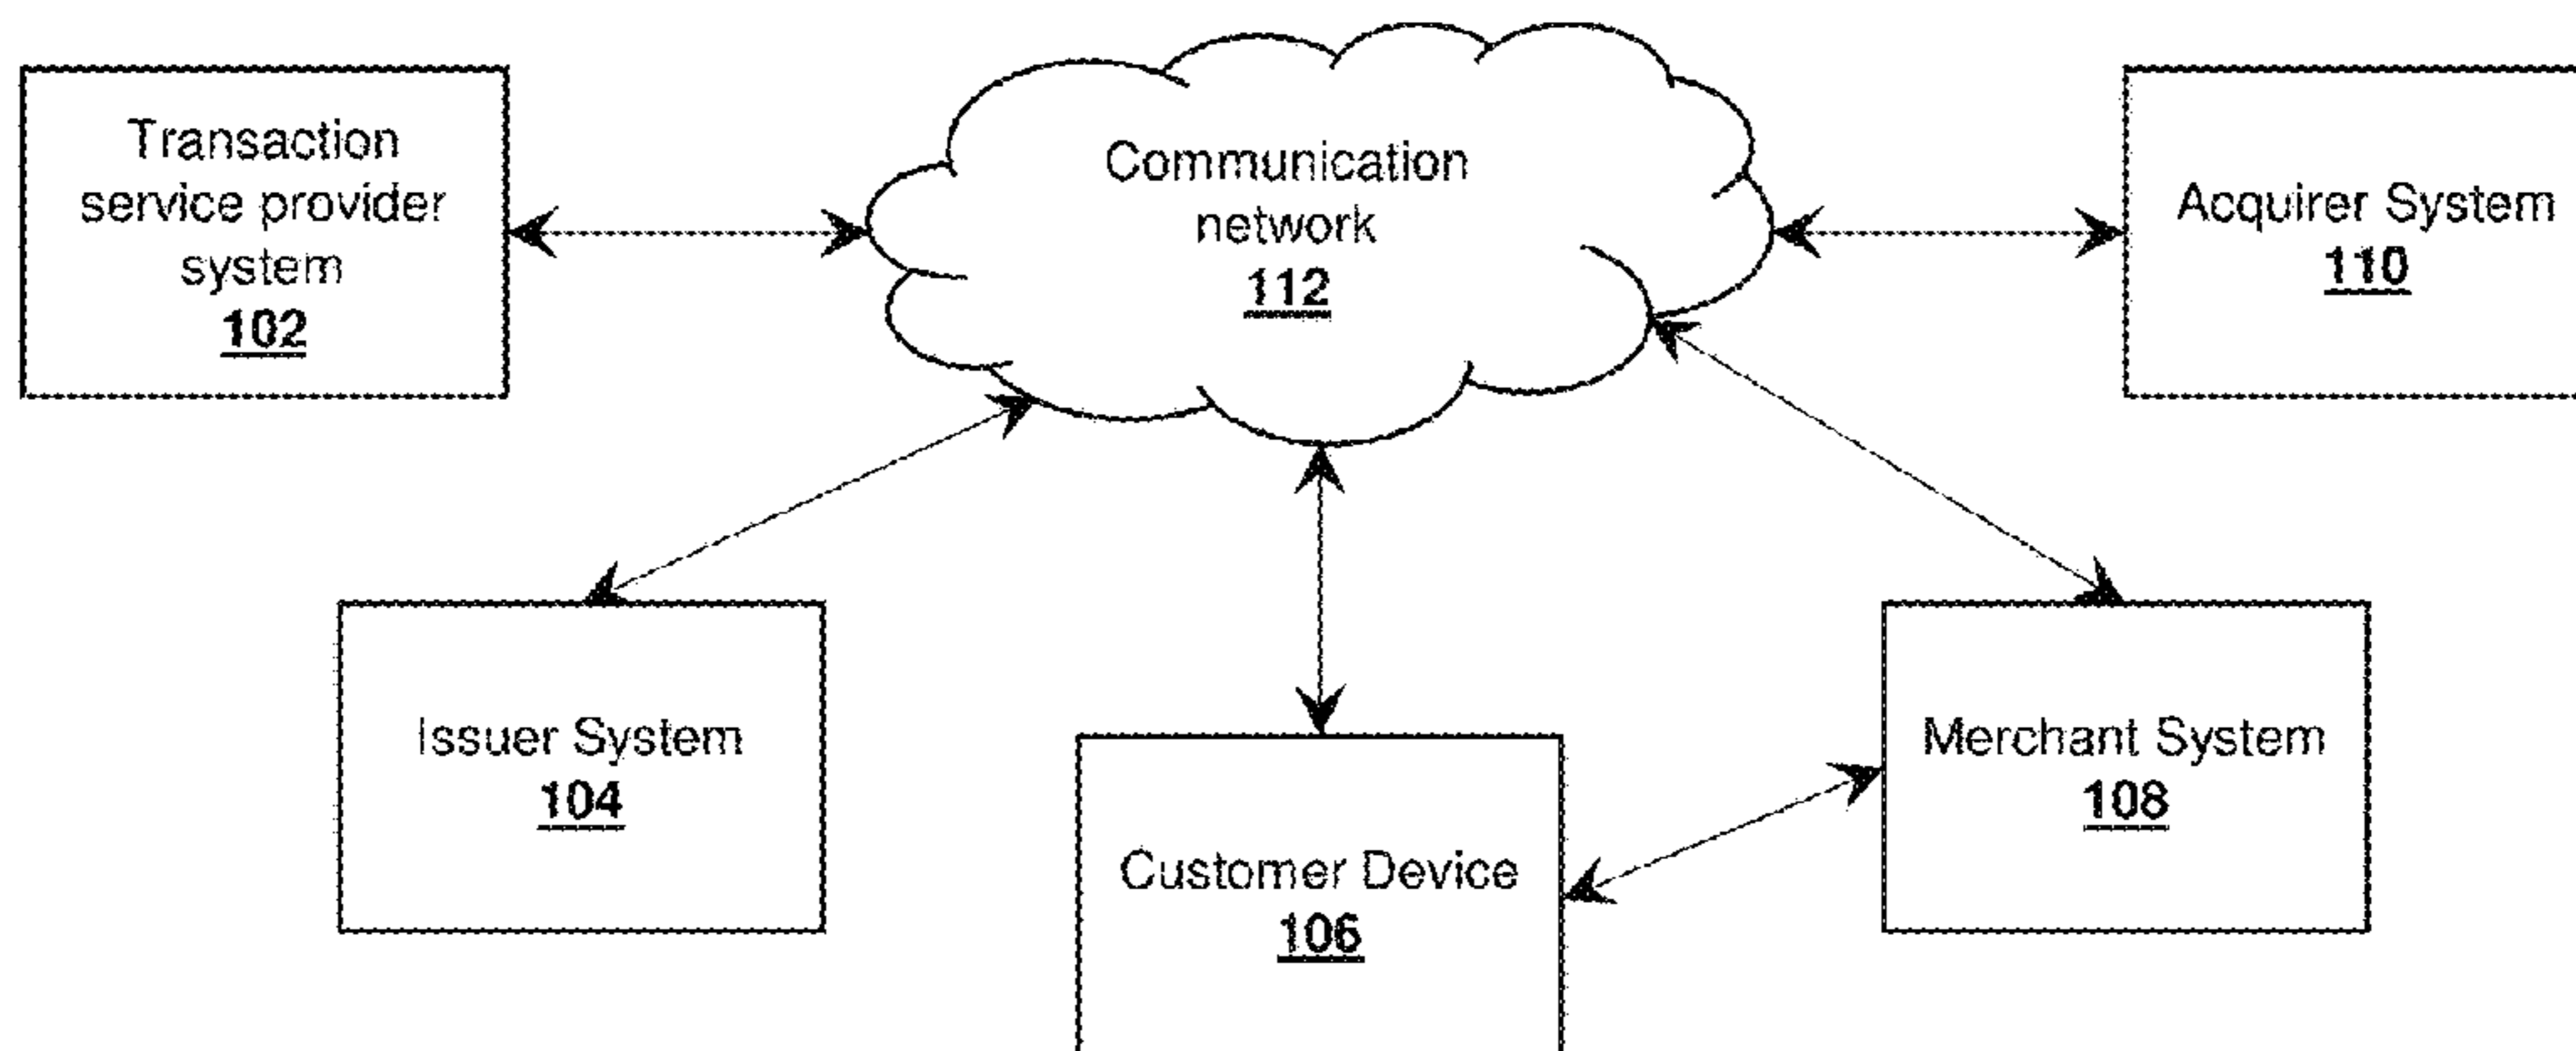 Transaction
service provider
system
102
Communication
network
112
Acquirer System
110
Issuer System
104
Customer Device
106
Merchant System
108